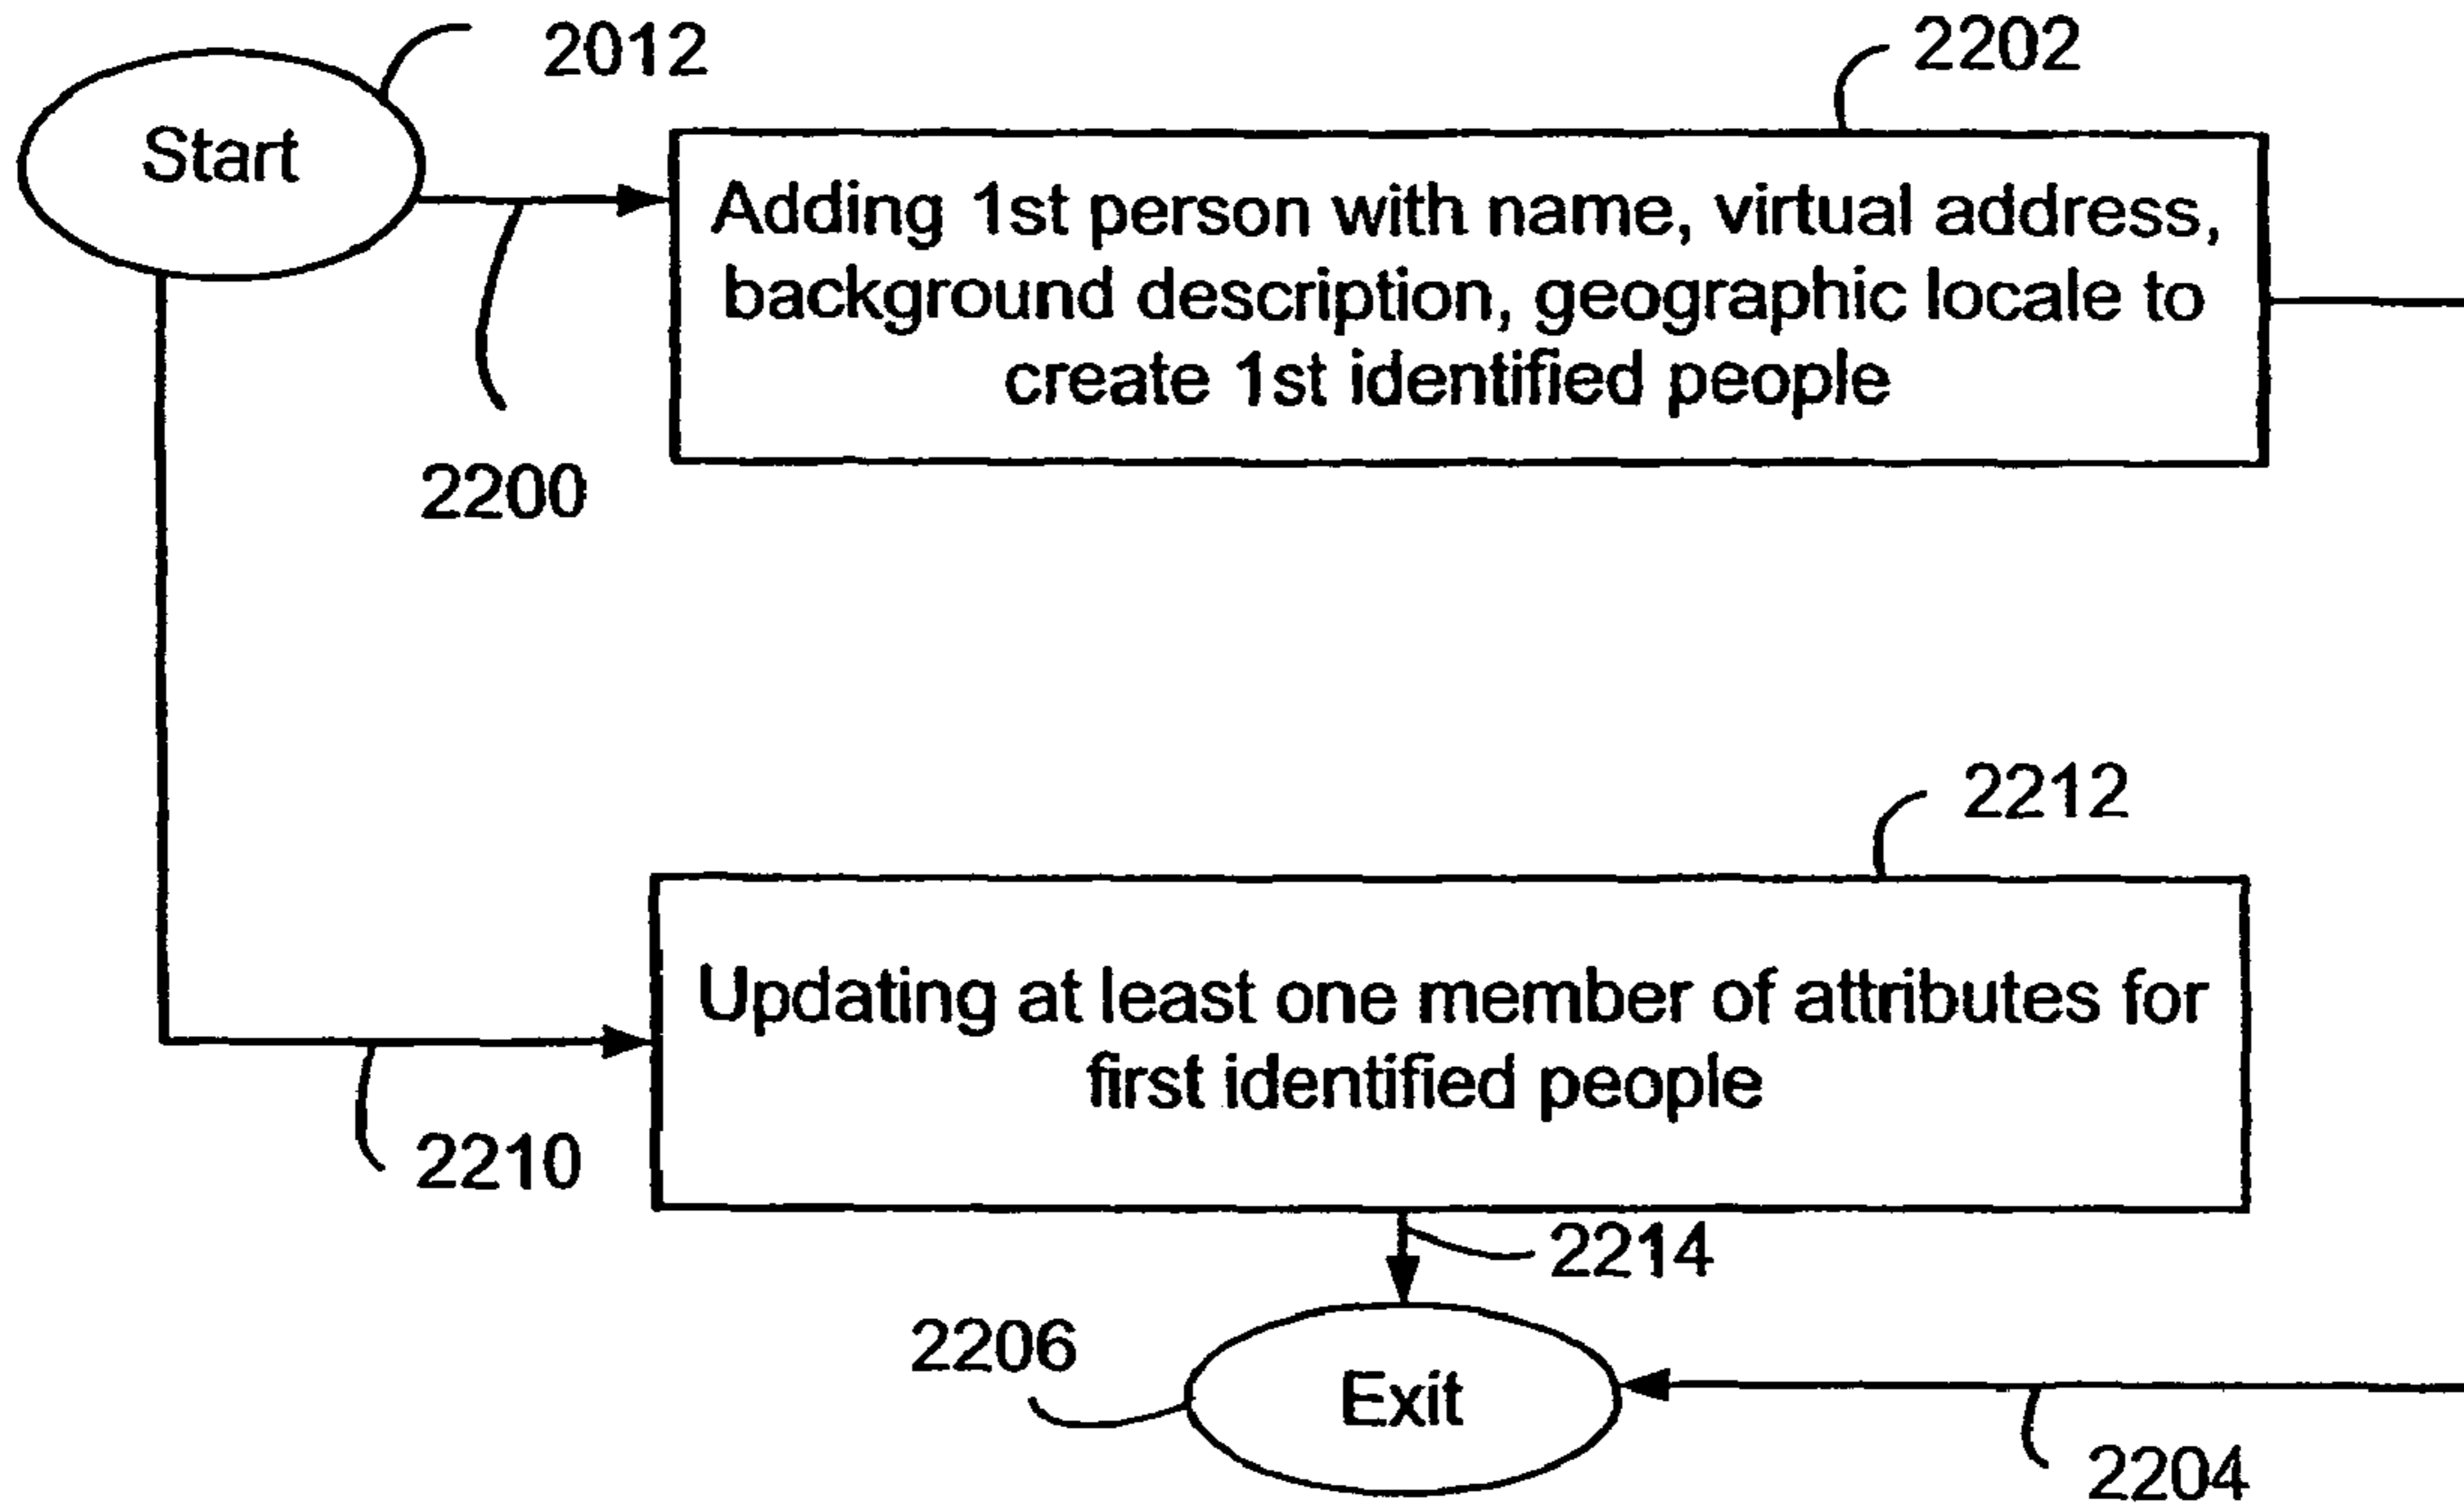 2012
Start
2202
Adding 1st person with name, virtual address,
background description, geographic locale to
create 1st identified people
2200
2212
Updating at least one member of attributes for
first identified people
2210
2214
2206
Exit
2204